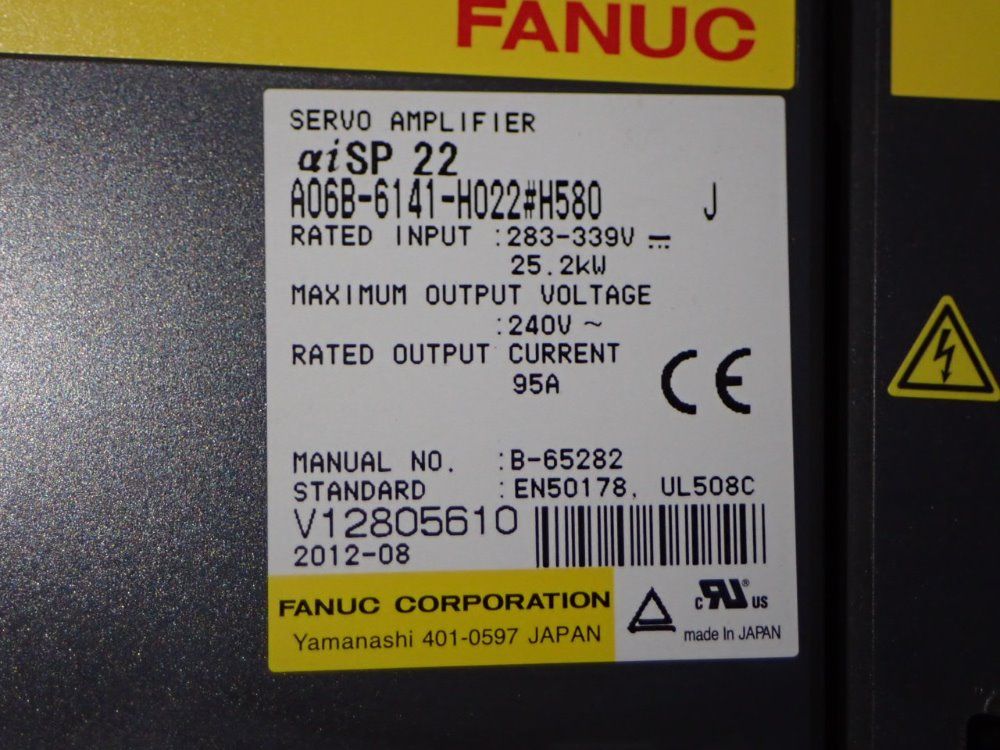 FANUC
SERVO AMPLIFIER
αiSP 22
A06B-6141-H022#H580 J
RATED INPUT :283-339V ⎓
25.2kW
MAXIMUM OUTPUT VOLTAGE
:240V ~
RATED OUTPUT CURRENT
95A
CE
MANUAL NO. :B-65282
STANDARD :EN50178, UL508C
V12805610
2012-08
FANUC CORPORATION
Yamanashi 401-0597 JAPAN
c RU ® US
made In JAPAN